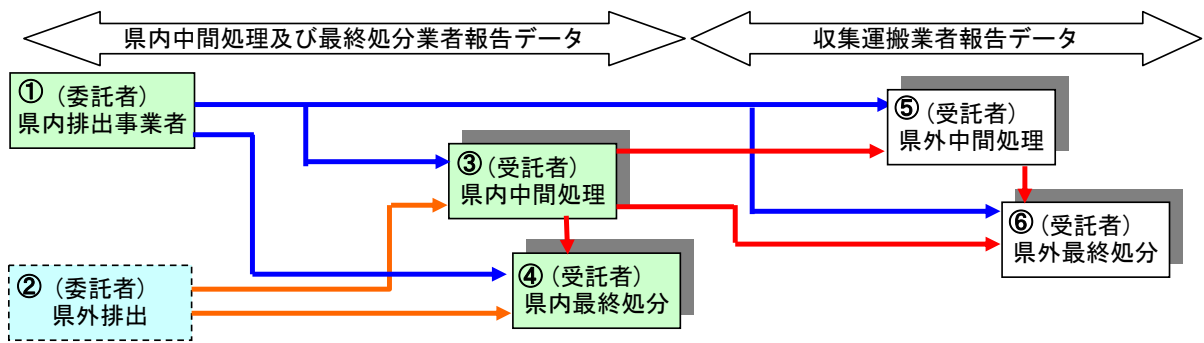 県内中間処理及び最終処分業者報告データ
収集運搬業者報告データ
① (委託者)
県内排出事業者
⑤ (受託者)
県外中間処理
③ (受託者)
県内中間処理
⑥ (受託者)
県外最終処分
② (委託者)
県外排出
④ (受託者)
県内最終処分